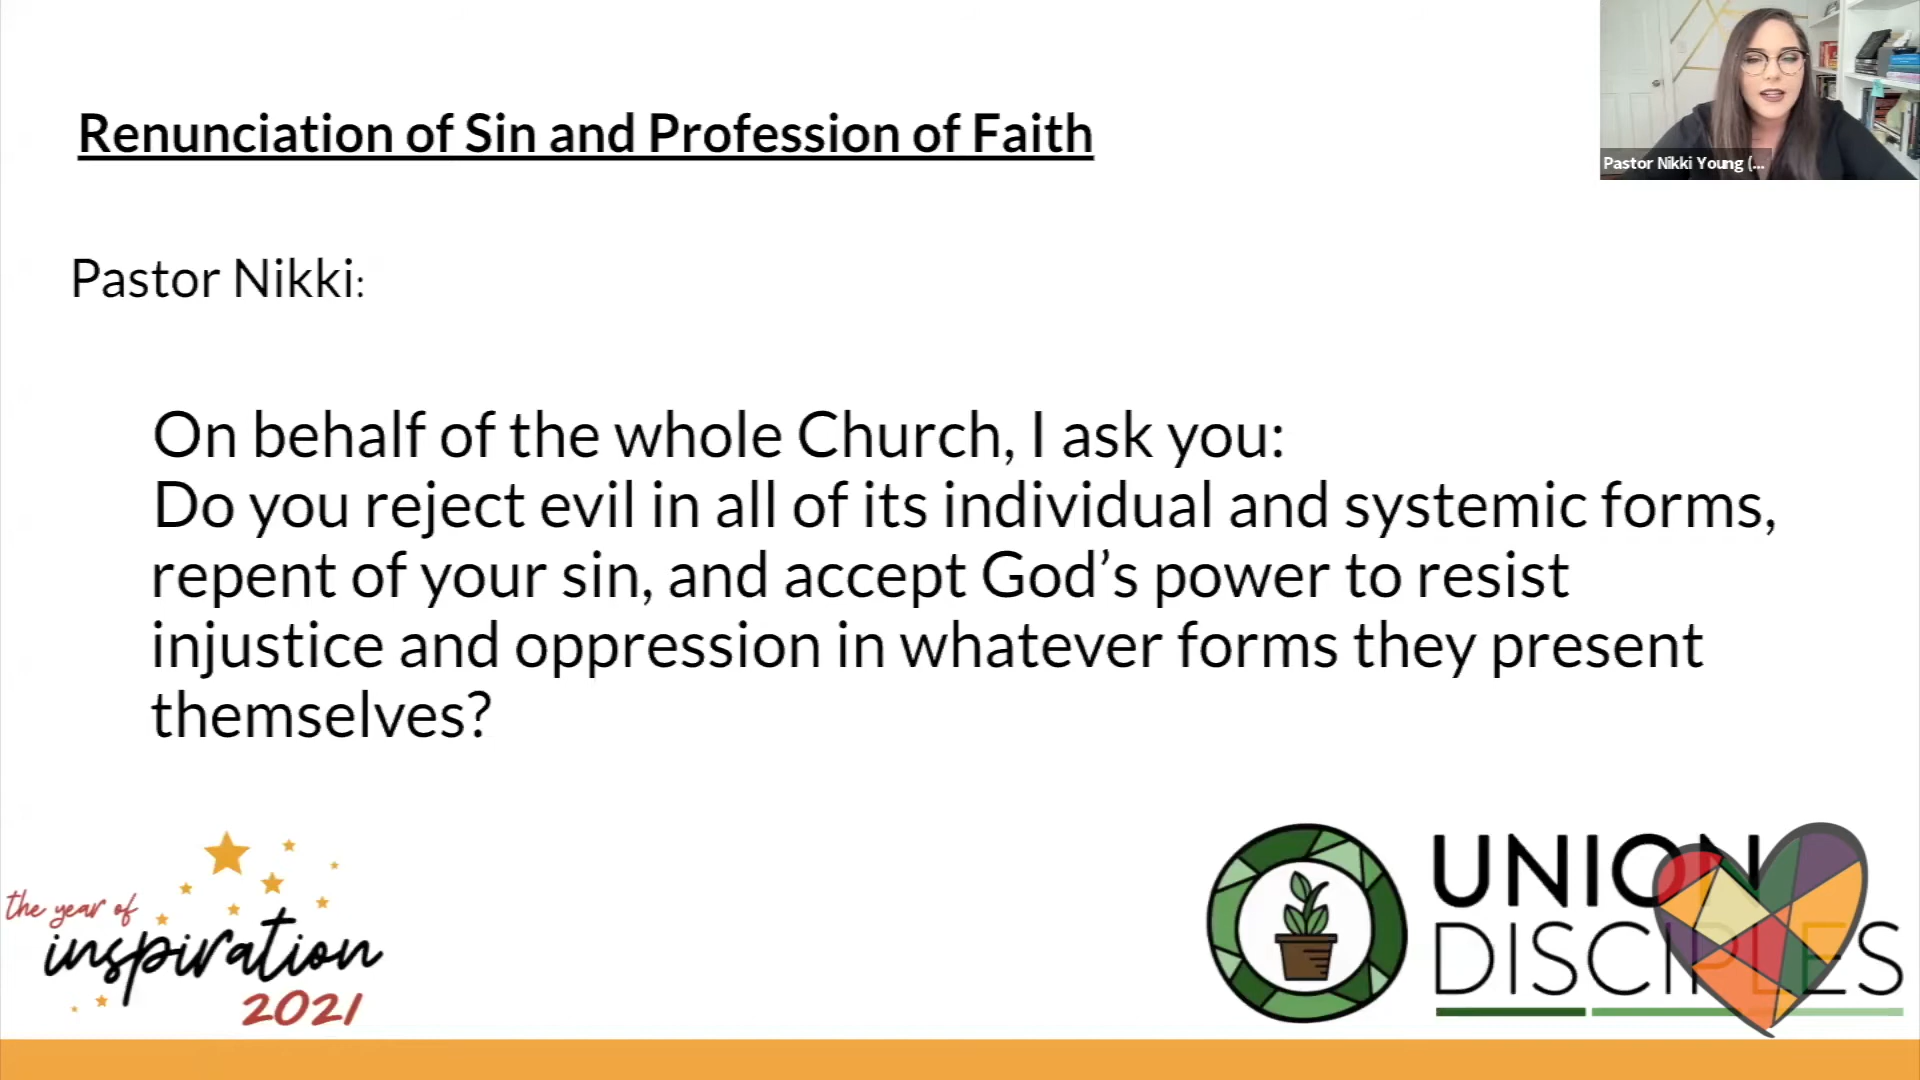 Renunciation of Sin and Profession of Faith
Pastor Nikki Young (...
Pastor Nikki:
On behalf of the whole Church, I ask you:
Do you reject evil in all of its individual and systemic forms,
repent of your sin, and accept God’s power to resist
injustice and oppression in whatever forms they present
themselves?
the year of
inspiration
2021
UNION
DISCIPLES